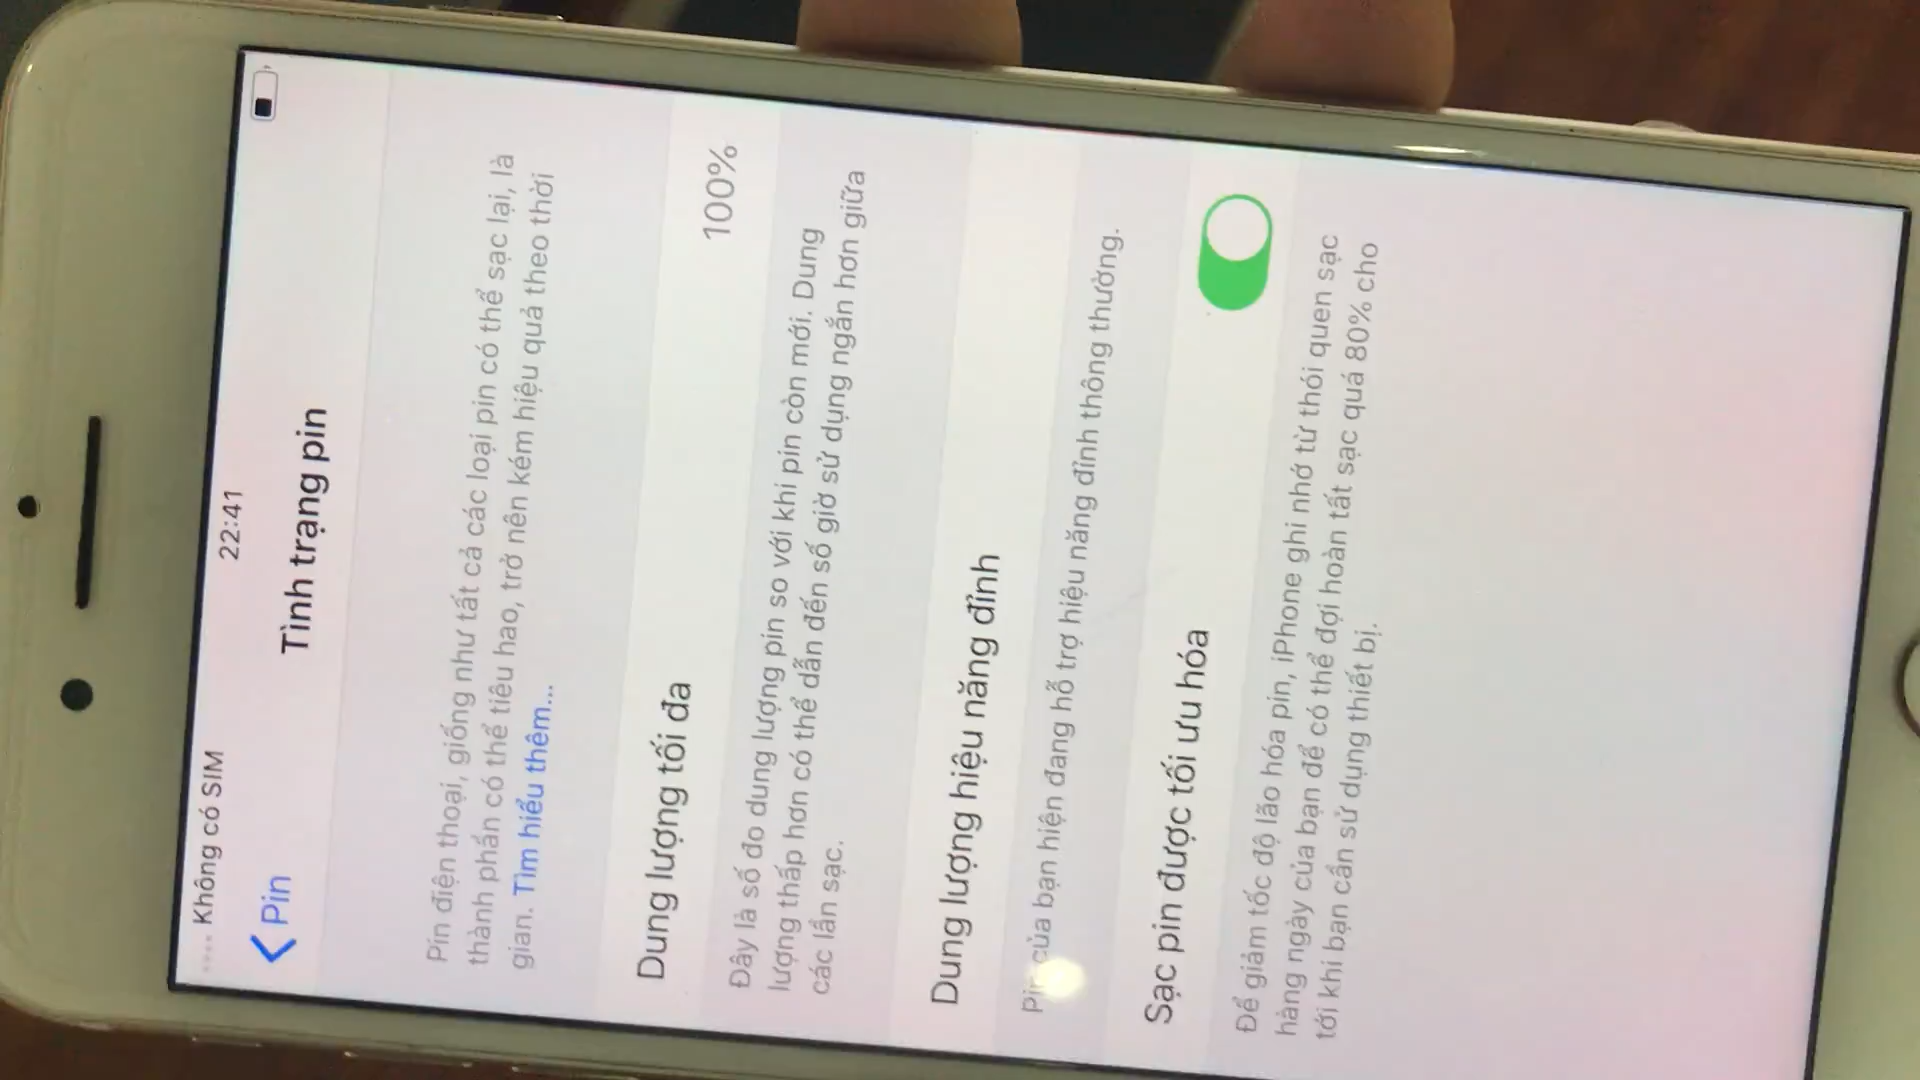 Không có SIM
22:41
Pin
Tình trạng pin
Pin điện thoại, giống như tất cả các loại pin có thể sạc lại, là
thành phần có thể tiêu hao, trở nên kém hiệu quả theo thời
gian. Tìm hiểu thêm...
Dung lượng tối đa
100%
Đây là số đo dung lượng pin so với khi pin còn mới. Dung
lượng thấp hơn có thể dẫn đến số giờ sử dụng ngắn hơn giữa
các lần sạc.
Dung lượng hiệu năng đỉnh
Pin của bạn hiện đang hỗ trợ hiệu năng đỉnh thông thường.
Sạc pin được tối ưu hóa
Để giảm tốc độ lão hóa pin, iPhone ghi nhớ từ thói quen sạc
hàng ngày của bạn để có thể đợi hoàn tất sạc quá 80% cho
tới khi bạn cần sử dụng thiết bị.